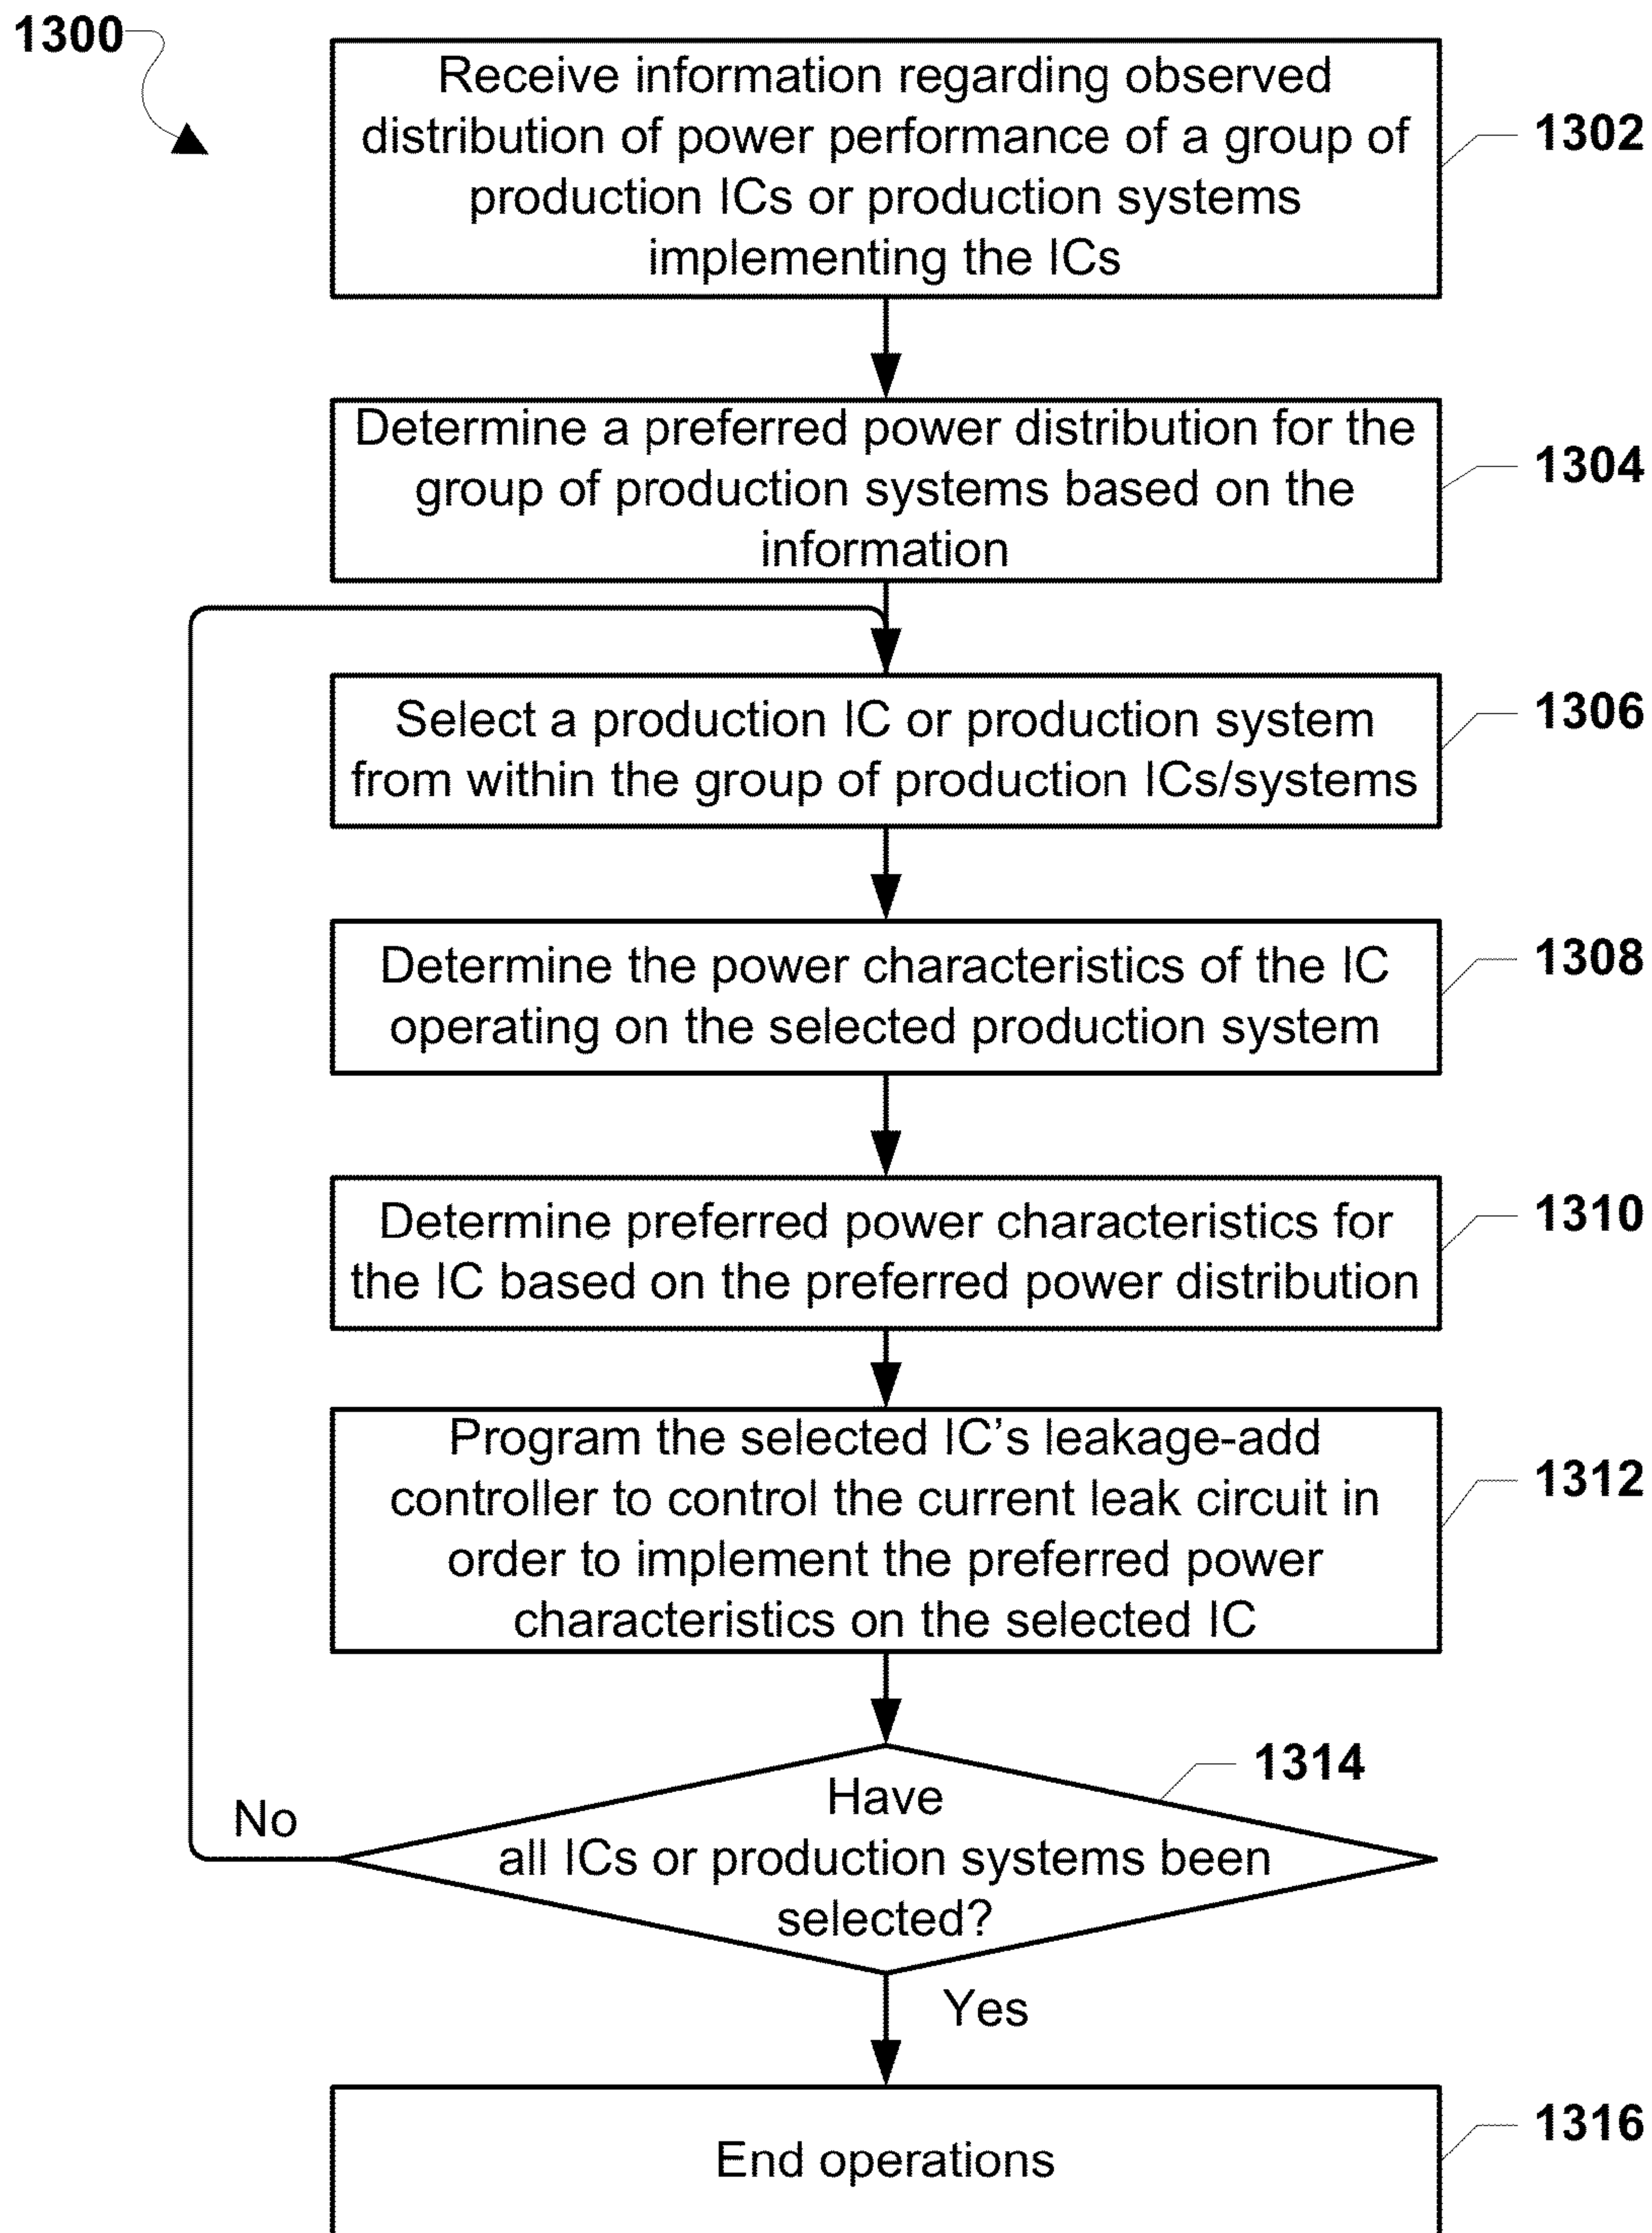 1300
Receive information regarding observed
distribution of power performance of a group of
production ICs or production systems
implementing the ICs
1302
Determine a preferred power distribution for the
group of production systems based on the
information
1304
Select a production IC or production system
from within the group of production ICs/systems
1306
Determine the power characteristics of the IC
operating on the selected production system
1308
Determine preferred power characteristics for
the IC based on the preferred power distribution
1310
Program the selected IC’s leakage-add
controller to control the current leak circuit in
order to implement the preferred power
characteristics on the selected IC
1312
Have
all ICs or production systems been
selected?
1314
No
Yes
End operations
1316